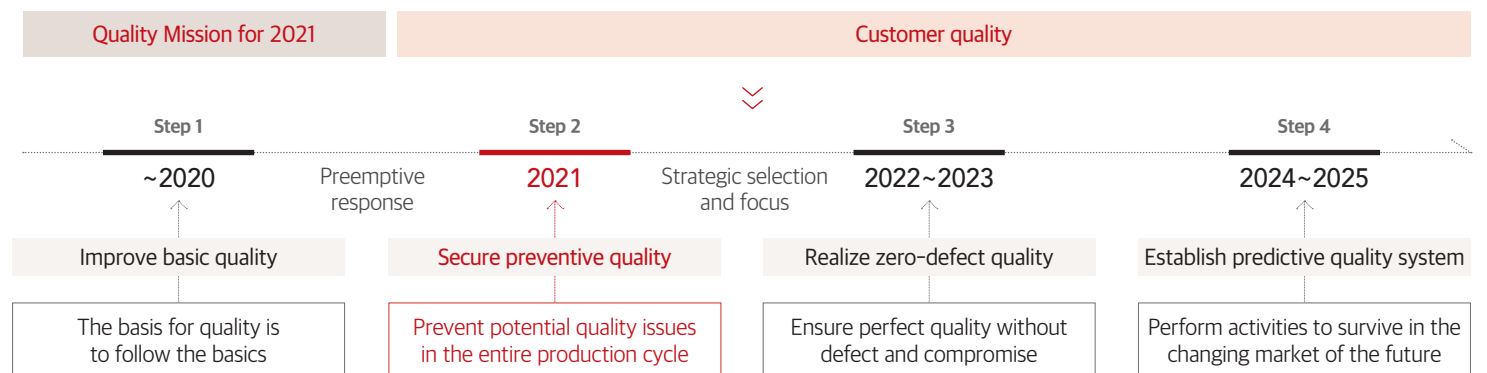 Quality Mission for 2021
Customer quality
Step 1
Step 2
Step 3
Step 4
~2020
Preemptive
response
2021
Strategic selection
and focus
2022~2023
2024~2025
Improve basic quality
Secure preventive quality
Realize zero-defect quality
Establish predictive quality system
The basis for quality is
to follow the basics
Prevent potential quality issues
in the entire production cycle
Ensure perfect quality without
defect and compromise
Perform activities to survive in the
changing market of the future